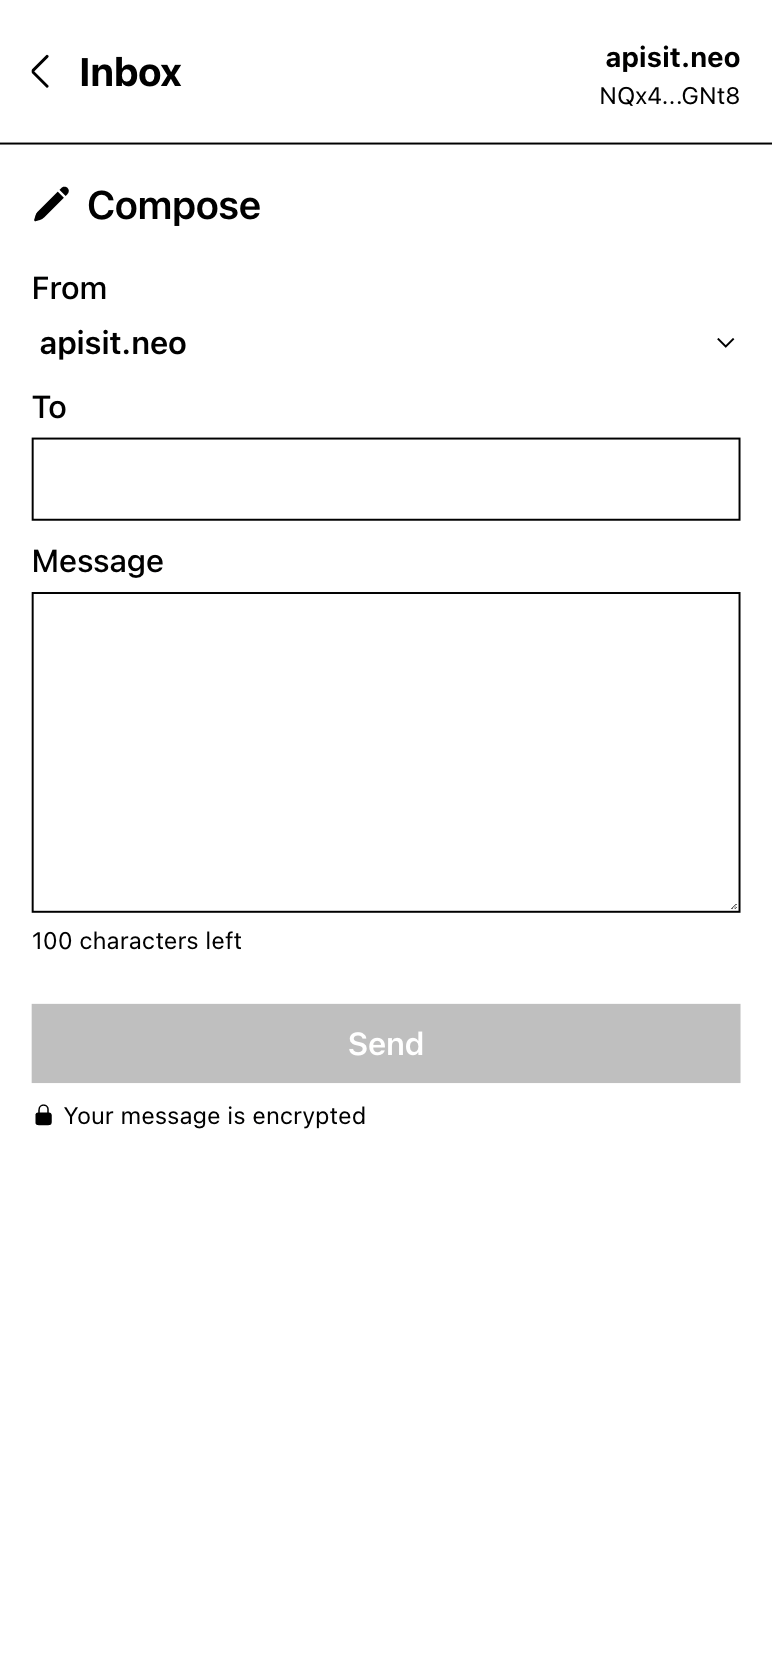 Inbox
apisit.neo
NQx4...GNt8
Compose
From
apisit.neo
To
Message
100 characters left
Send
Your message is encrypted